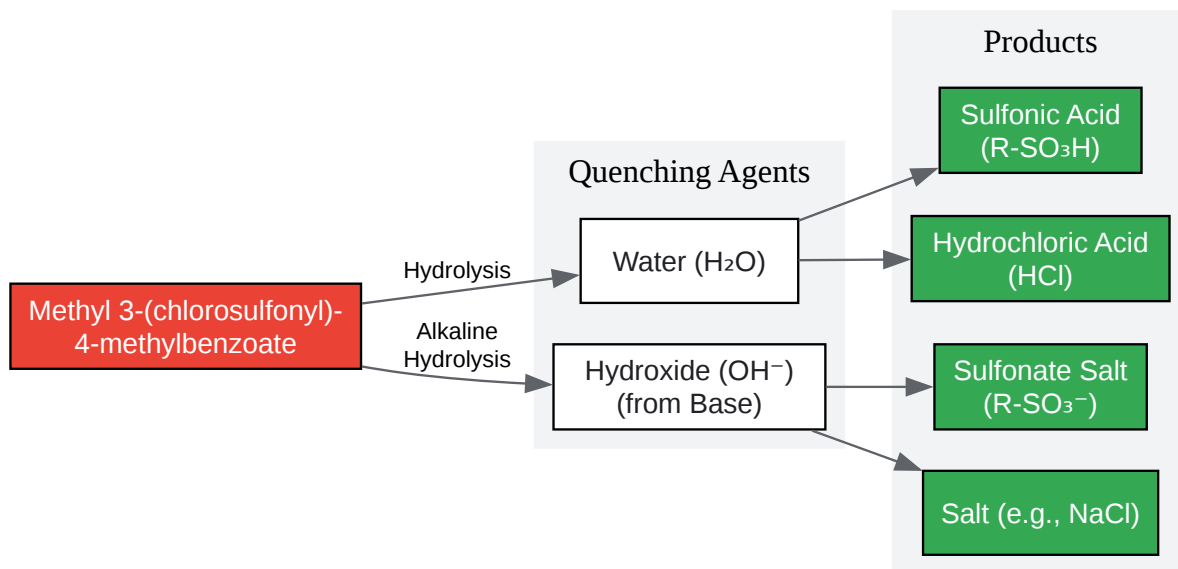 Products
Sulfonic Acid
(R-SO₃H)
Quenching Agents
Hydrochloric Acid
(HCl)
Water (H₂O)
Hydrolysis
Methyl 3-(chlorosulfonyl)-
4-methylbenzoate
Alkaline
Hydrolysis
Hydroxide (OH⁻)
(from Base)
Sulfonate Salt
(R-SO₃⁻)
Salt (e.g., NaCl)